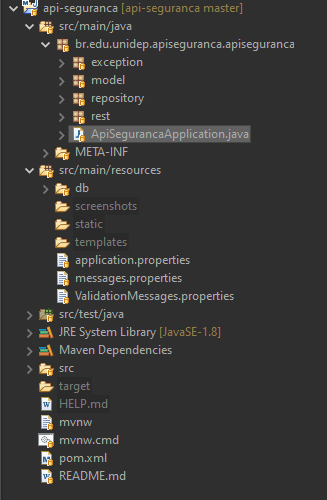 api-seguranca [api-seguranca master]
src/main/java
br.edu.unidep.apiseguranca.apiseguranca
exception
model
repository
rest
ApiSegurancaApplication.java
META-INF
src/main/resources
db
screenshots
static
templates
application.properties
messages.properties
ValidationMessages.properties
src/test/java
JRE System Library [JavaSE-1.8]
Maven Dependencies
src
target
HELP.md
mvnw
mvnw.cmd
pom.xml
README.md